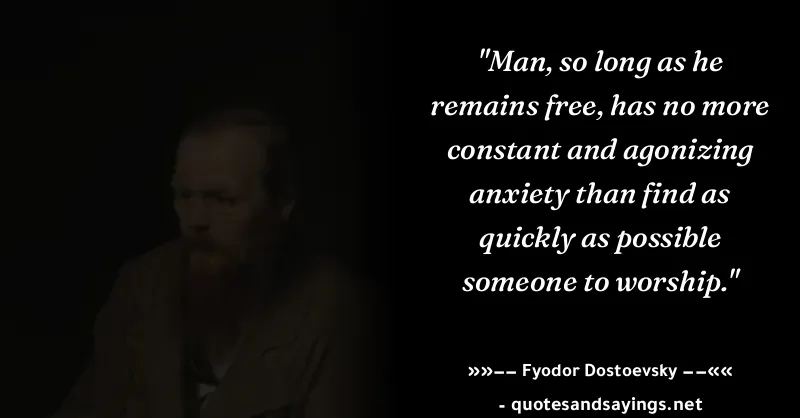 "Man, so long as he
remains free, has no more
constant and agonizing
anxiety than find as
quickly as possible
someone to worship."
»»−− Fyodor Dostoevsky −−««
- quotesandsayings.net